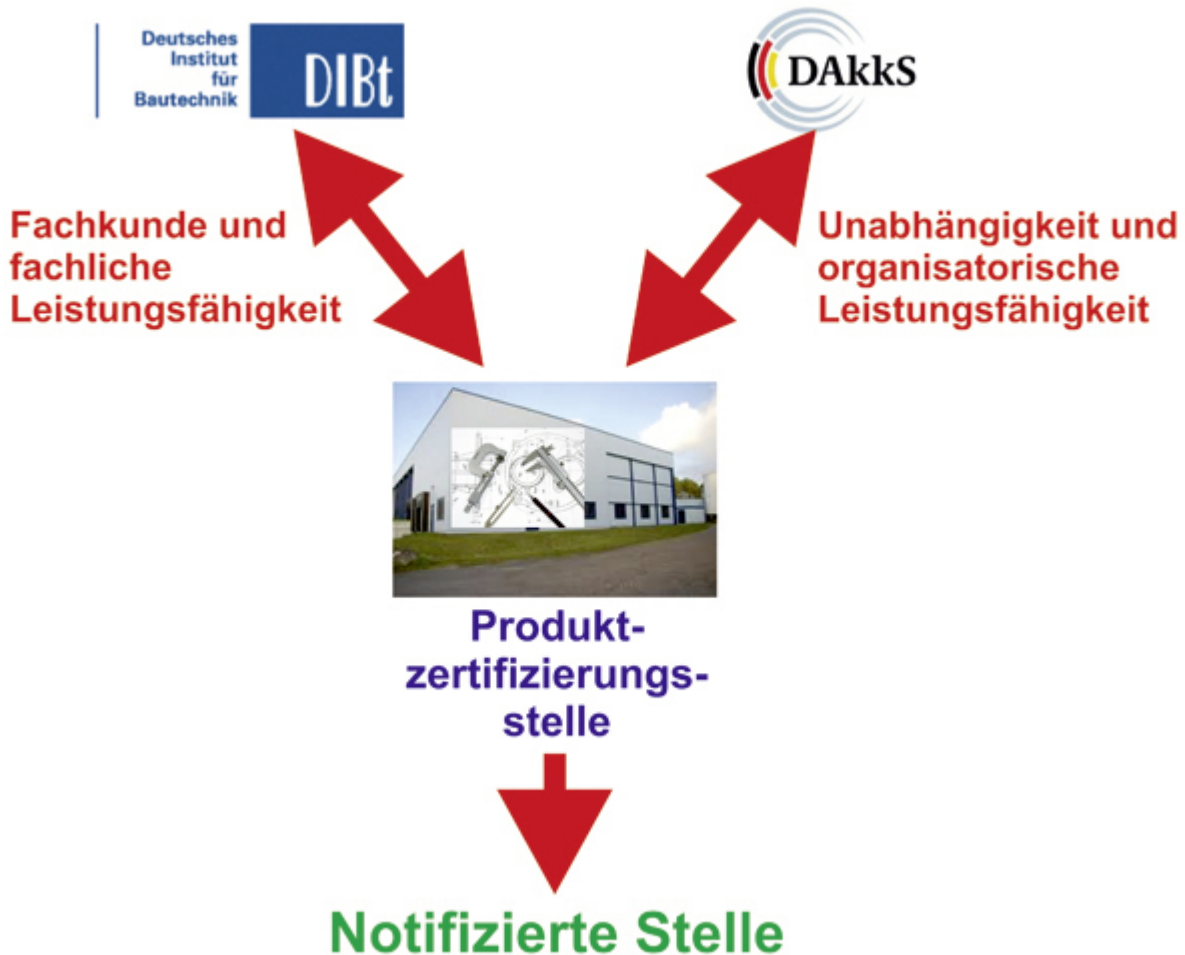 Deutsches
Institut
für
Bautechnik
DIBt
DAkkS
Fachkunde und
fachliche
Leistungsfähigkeit
Unabhängigkeit und
organisatorische
Leistungsfähigkeit
Produkt-
zertifizierungs-
stelle
Notifizierte Stelle